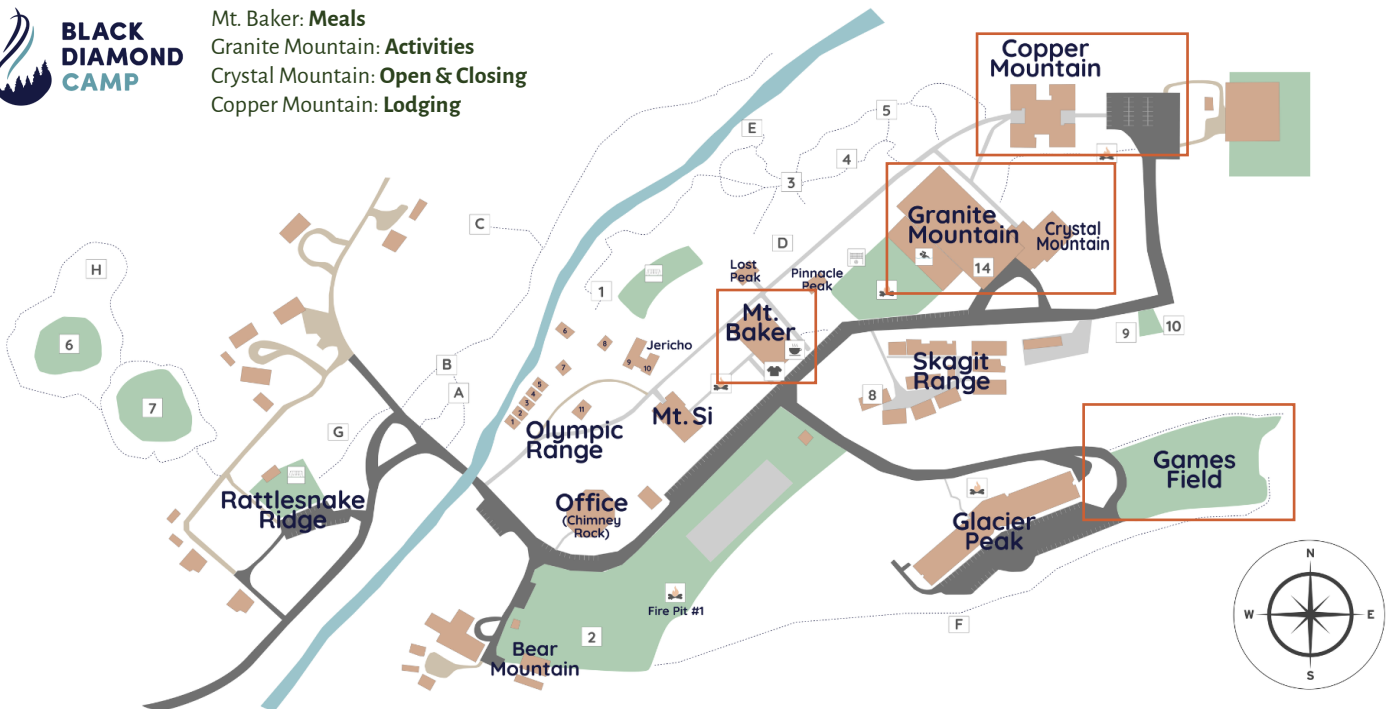 BLACK
DIAMOND
CAMP
Mt. Baker: Meals
Granite Mountain: Activities
Crystal Mountain: Open & Closing
Copper Mountain: Lodging
Copper
Mountain
5
E
4
3
C
Granite
Mountain
Crystal
Mountain
14
D
H
Lost
Peak
Pinnacle
Peak
1
Mt.
Baker
9
10
6
6
8
Jericho
9
10
7
B
A
5
4
3
2
1
11
Skagit
Range
8
7
G
Mt. Si
Olympic
Range
Games
Field
Rattlesnake
Ridge
Office
(Chimney
Rock)
Glacier
Peak
Fire Pit #1
F
2
Bear
Mountain
N
W
E
S